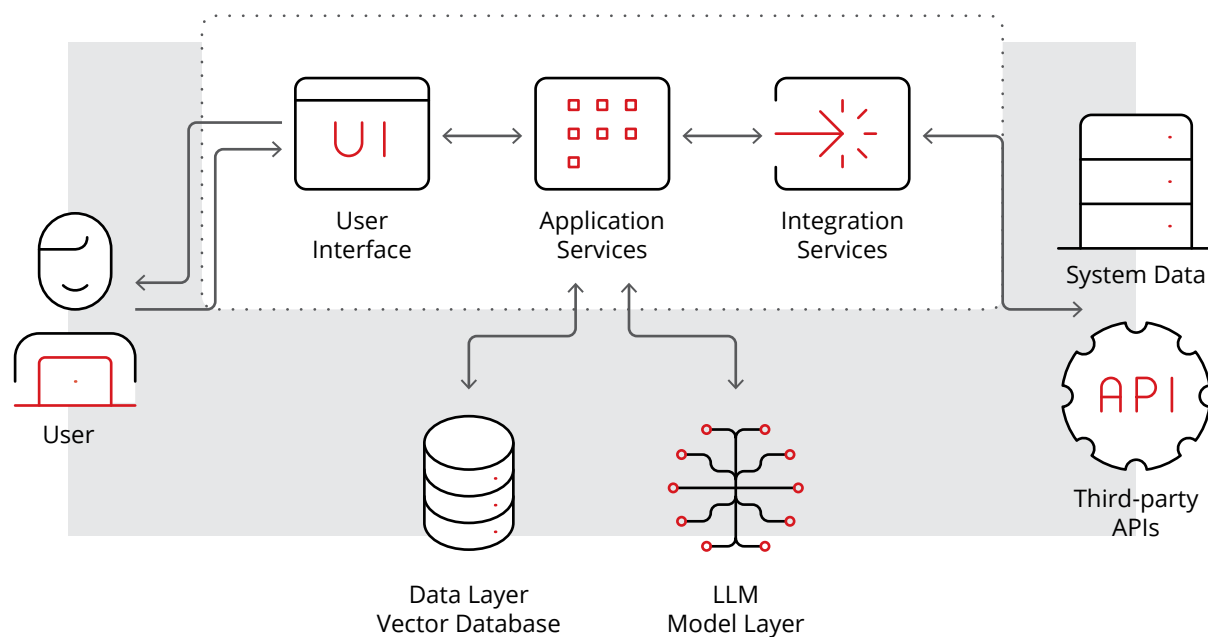 UI
User
Interface
Application
Services
Integration
Services
System Data
User
API
Third-party
APIs
Data Layer
Vector Database
LLM
Model Layer